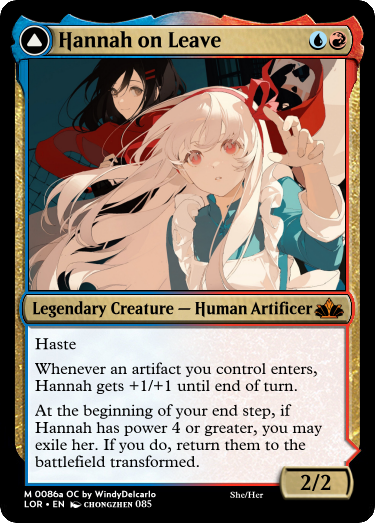 Hannah on Leave
Legendary Creature — Human Artificer
Haste
Whenever an artifact you control enters,
Hannah gets +1/+1 until end of turn.
At the beginning of your end step, if
Hannah has power 4 or greater, you may
exile her. If you do, return them to the
battlefield transformed.
2/2
M 0086a OC by WindyDelcarlo
She/Her
LOR • EN CHONGZHEN 085